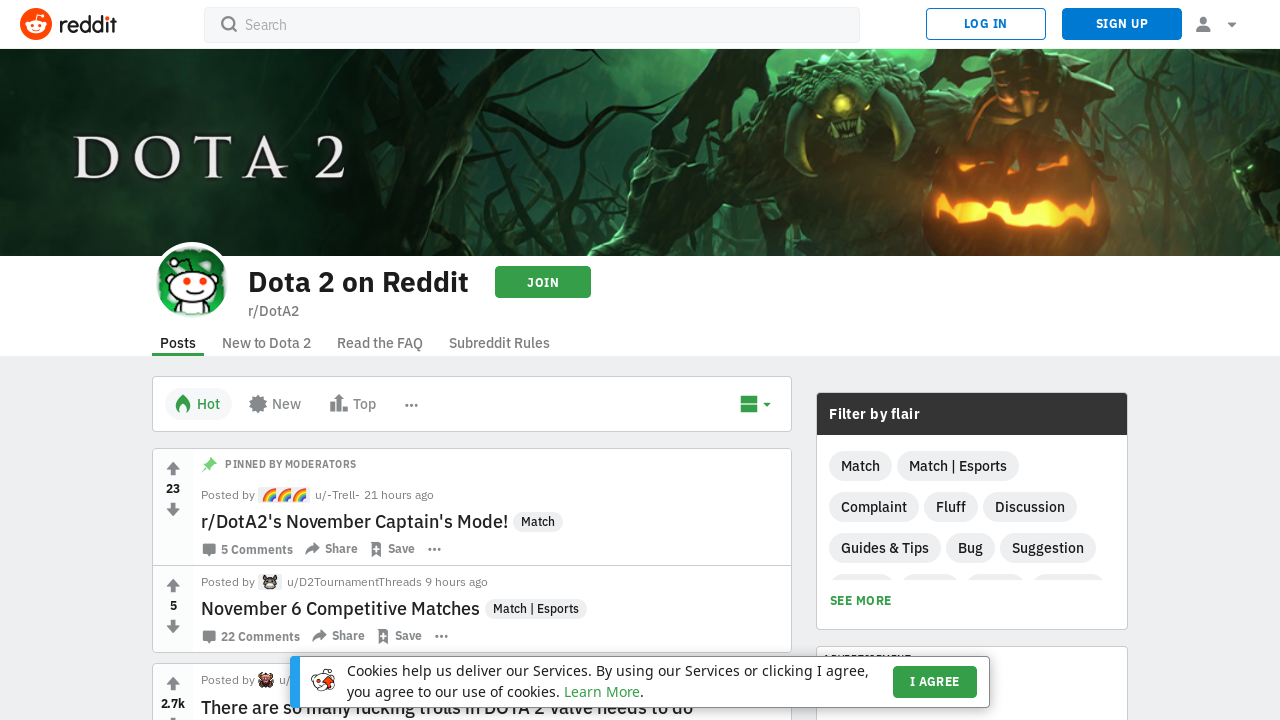 reddit
Search
LOG IN
SIGN UP
DOTA 2
Dota 2 on Reddit
JOIN
r/DotA2
Posts
New to Dota 2
Read the FAQ
Subreddit Rules
Hot
New
Top
PINNED BY MODERATORS
23
Posted by u/-Trell- 21 hours ago
r/DotA2's November Captain's Mode! Match
5 Comments Share Save
5
Posted by u/D2TournamentThreads 9 hours ago
November 6 Competitive Matches Match | Esports
22 Comments Share Save
2.7k
Posted by u/
There are so many fucking trolls in DOTA 2 Valve needs to do
Filter by flair
Match Match | Esports
Complaint Fluff Discussion
Guides & Tips Bug Suggestion
SEE MORE
ADVERTISEMENT
Cookies help us deliver our Services. By using our Services or clicking I agree,
you agree to our use of cookies. Learn More.
I AGREE